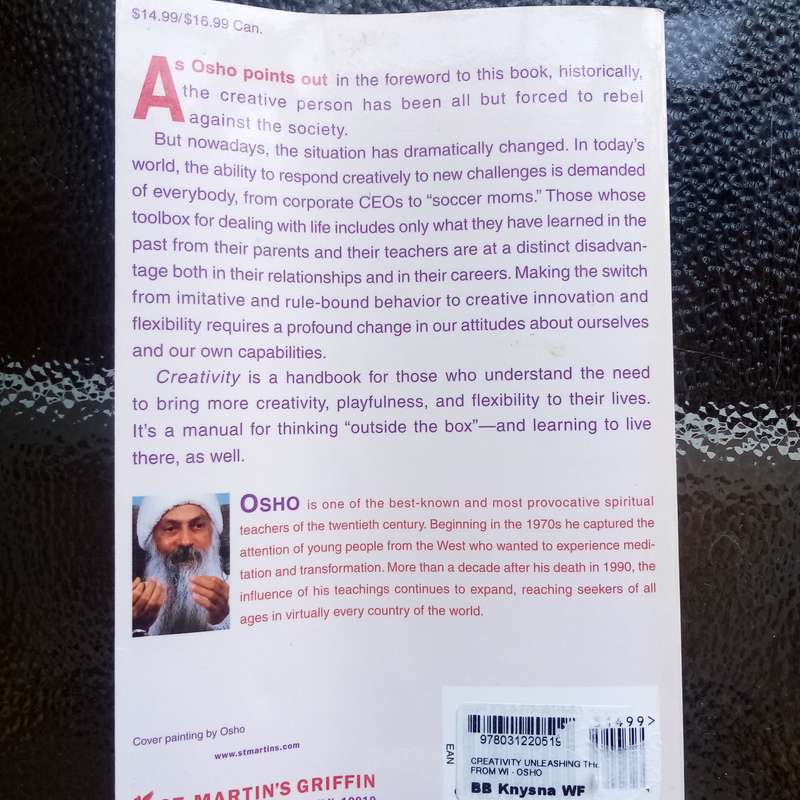 $14.99/$16.99 Can.
As Osho points out in the foreword to this book, historically,
the creative person has been all but forced to rebel
against the society.
But nowadays, the situation has dramatically changed. In today's
world, the ability to respond creatively to new challenges is demanded
of everybody, from corporate CEOs to "soccer moms." Those whose
toolbox for dealing with life includes only what they have learned in the
past from their parents and their teachers are at a distinct disadvan-
tage both in their relationships and in their careers. Making the switch
from imitative and rule-bound behavior to creative innovation and
flexibility requires a profound change in our attitudes about ourselves
and our own capabilities.
Creativity is a handbook for those who understand the need
to bring more creativity, playfulness, and flexibility to their lives.
It's a manual for thinking "outside the box"—and learning to live
there, as well.
OSHO is one of the best-known and most provocative spiritual
teachers of the twentieth century. Beginning in the 1970s he captured the
attention of young people from the West who wanted to experience medi-
tation and transformation. More than a decade after his death in 1990, the
influence of his teachings continues to expand, reaching seekers of all
ages in virtually every country of the world.
Cover painting by Osho
www.stmartins.com
ST. MARTIN'S GRIFFIN
EAN
51499>
978031220519
CREATIVITY UNLEASHING THE
FROM WI - OSHO
BB Knysna WF